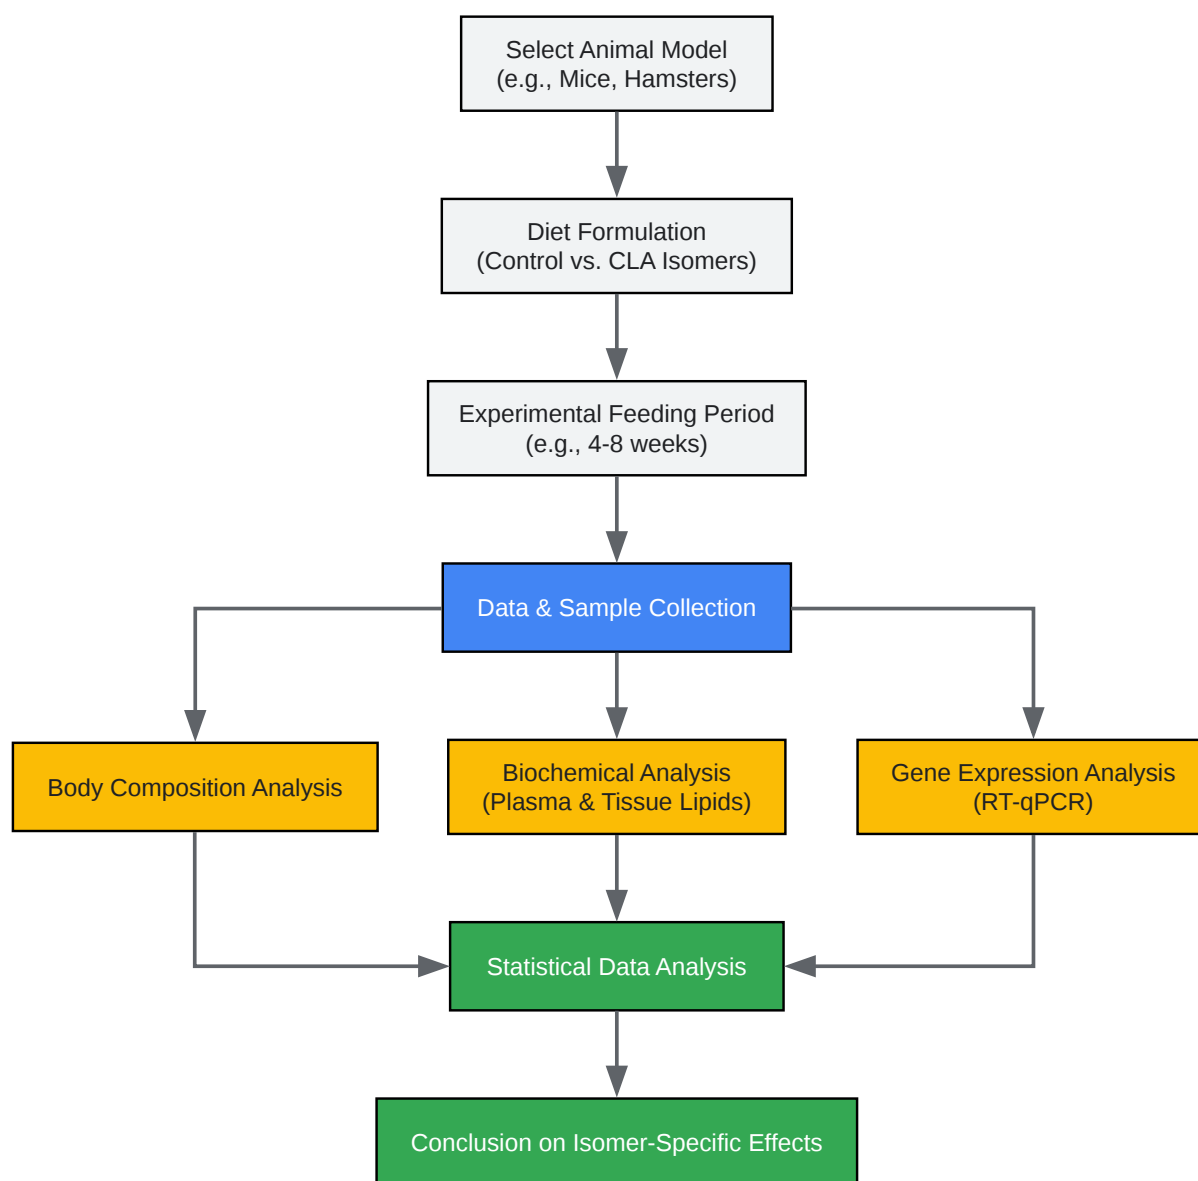 Select Animal Model
(e.g., Mice, Hamsters)
Diet Formulation
(Control vs. CLA Isomers)
Experimental Feeding Period
(e.g., 4-8 weeks)
Data & Sample Collection
Body Composition Analysis
Biochemical Analysis
(Plasma & Tissue Lipids)
Gene Expression Analysis
(RT-qPCR)
Statistical Data Analysis
Conclusion on Isomer-Specific Effects